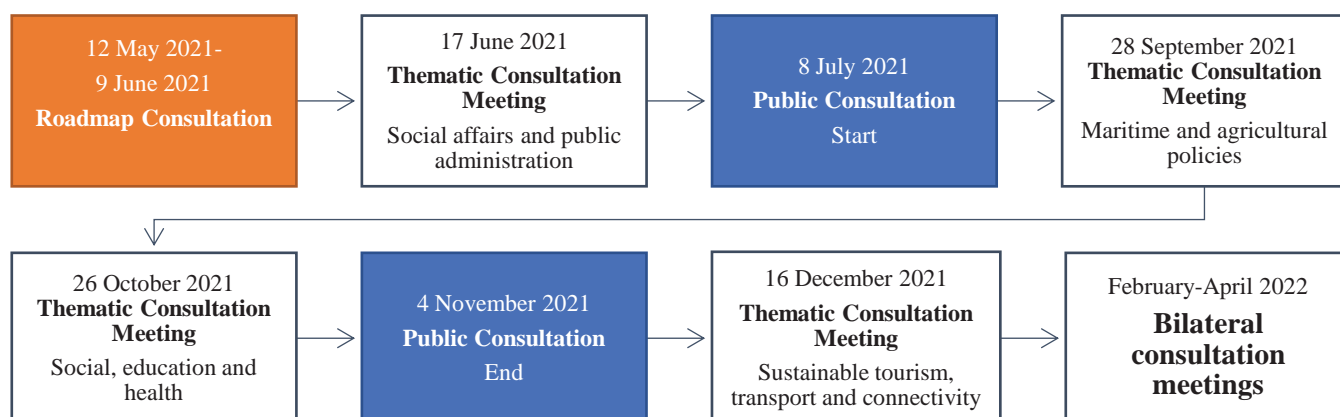 12 May 2021-
9 June 2021
Roadmap Consultation
17 June 2021
Thematic Consultation
Meeting
Social affairs and public
administration
8 July 2021
Public Consultation
Start
28 September 2021
Thematic Consultation
Meeting
Maritime and agricultural
policies
26 October 2021
Thematic Consultation
Meeting
Social, education and
health
4 November 2021
Public Consultation
End
16 December 2021
Thematic Consultation
Meeting
Sustainable tourism,
transport and connectivity
February-April 2022
Bilateral
consultation
meetings